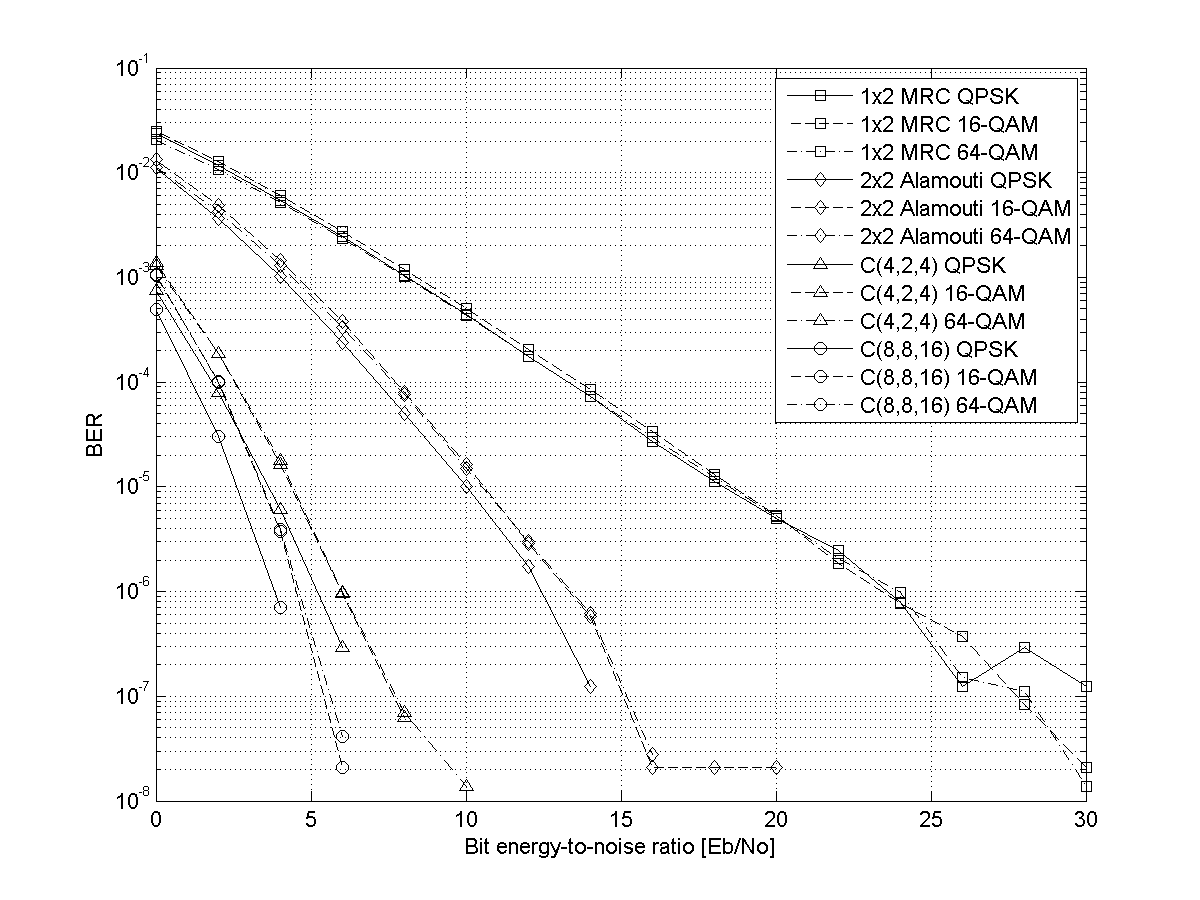 10^-1
10^-2
10^-3
10^-4
10^-5
10^-6
10^-7
10^-8
BER
0 5 10 15 20 25 30
Bit energy-to-noise ratio [Eb/No]
1x2 MRC QPSK
1x2 MRC 16-QAM
1x2 MRC 64-QAM
2x2 Alamouti QPSK
2x2 Alamouti 16-QAM
2x2 Alamouti 64-QAM
C(4,2,4) QPSK
C(4,2,4) 16-QAM
C(4,2,4) 64-QAM
C(8,8,16) QPSK
C(8,8,16) 16-QAM
C(8,8,16) 64-QAM